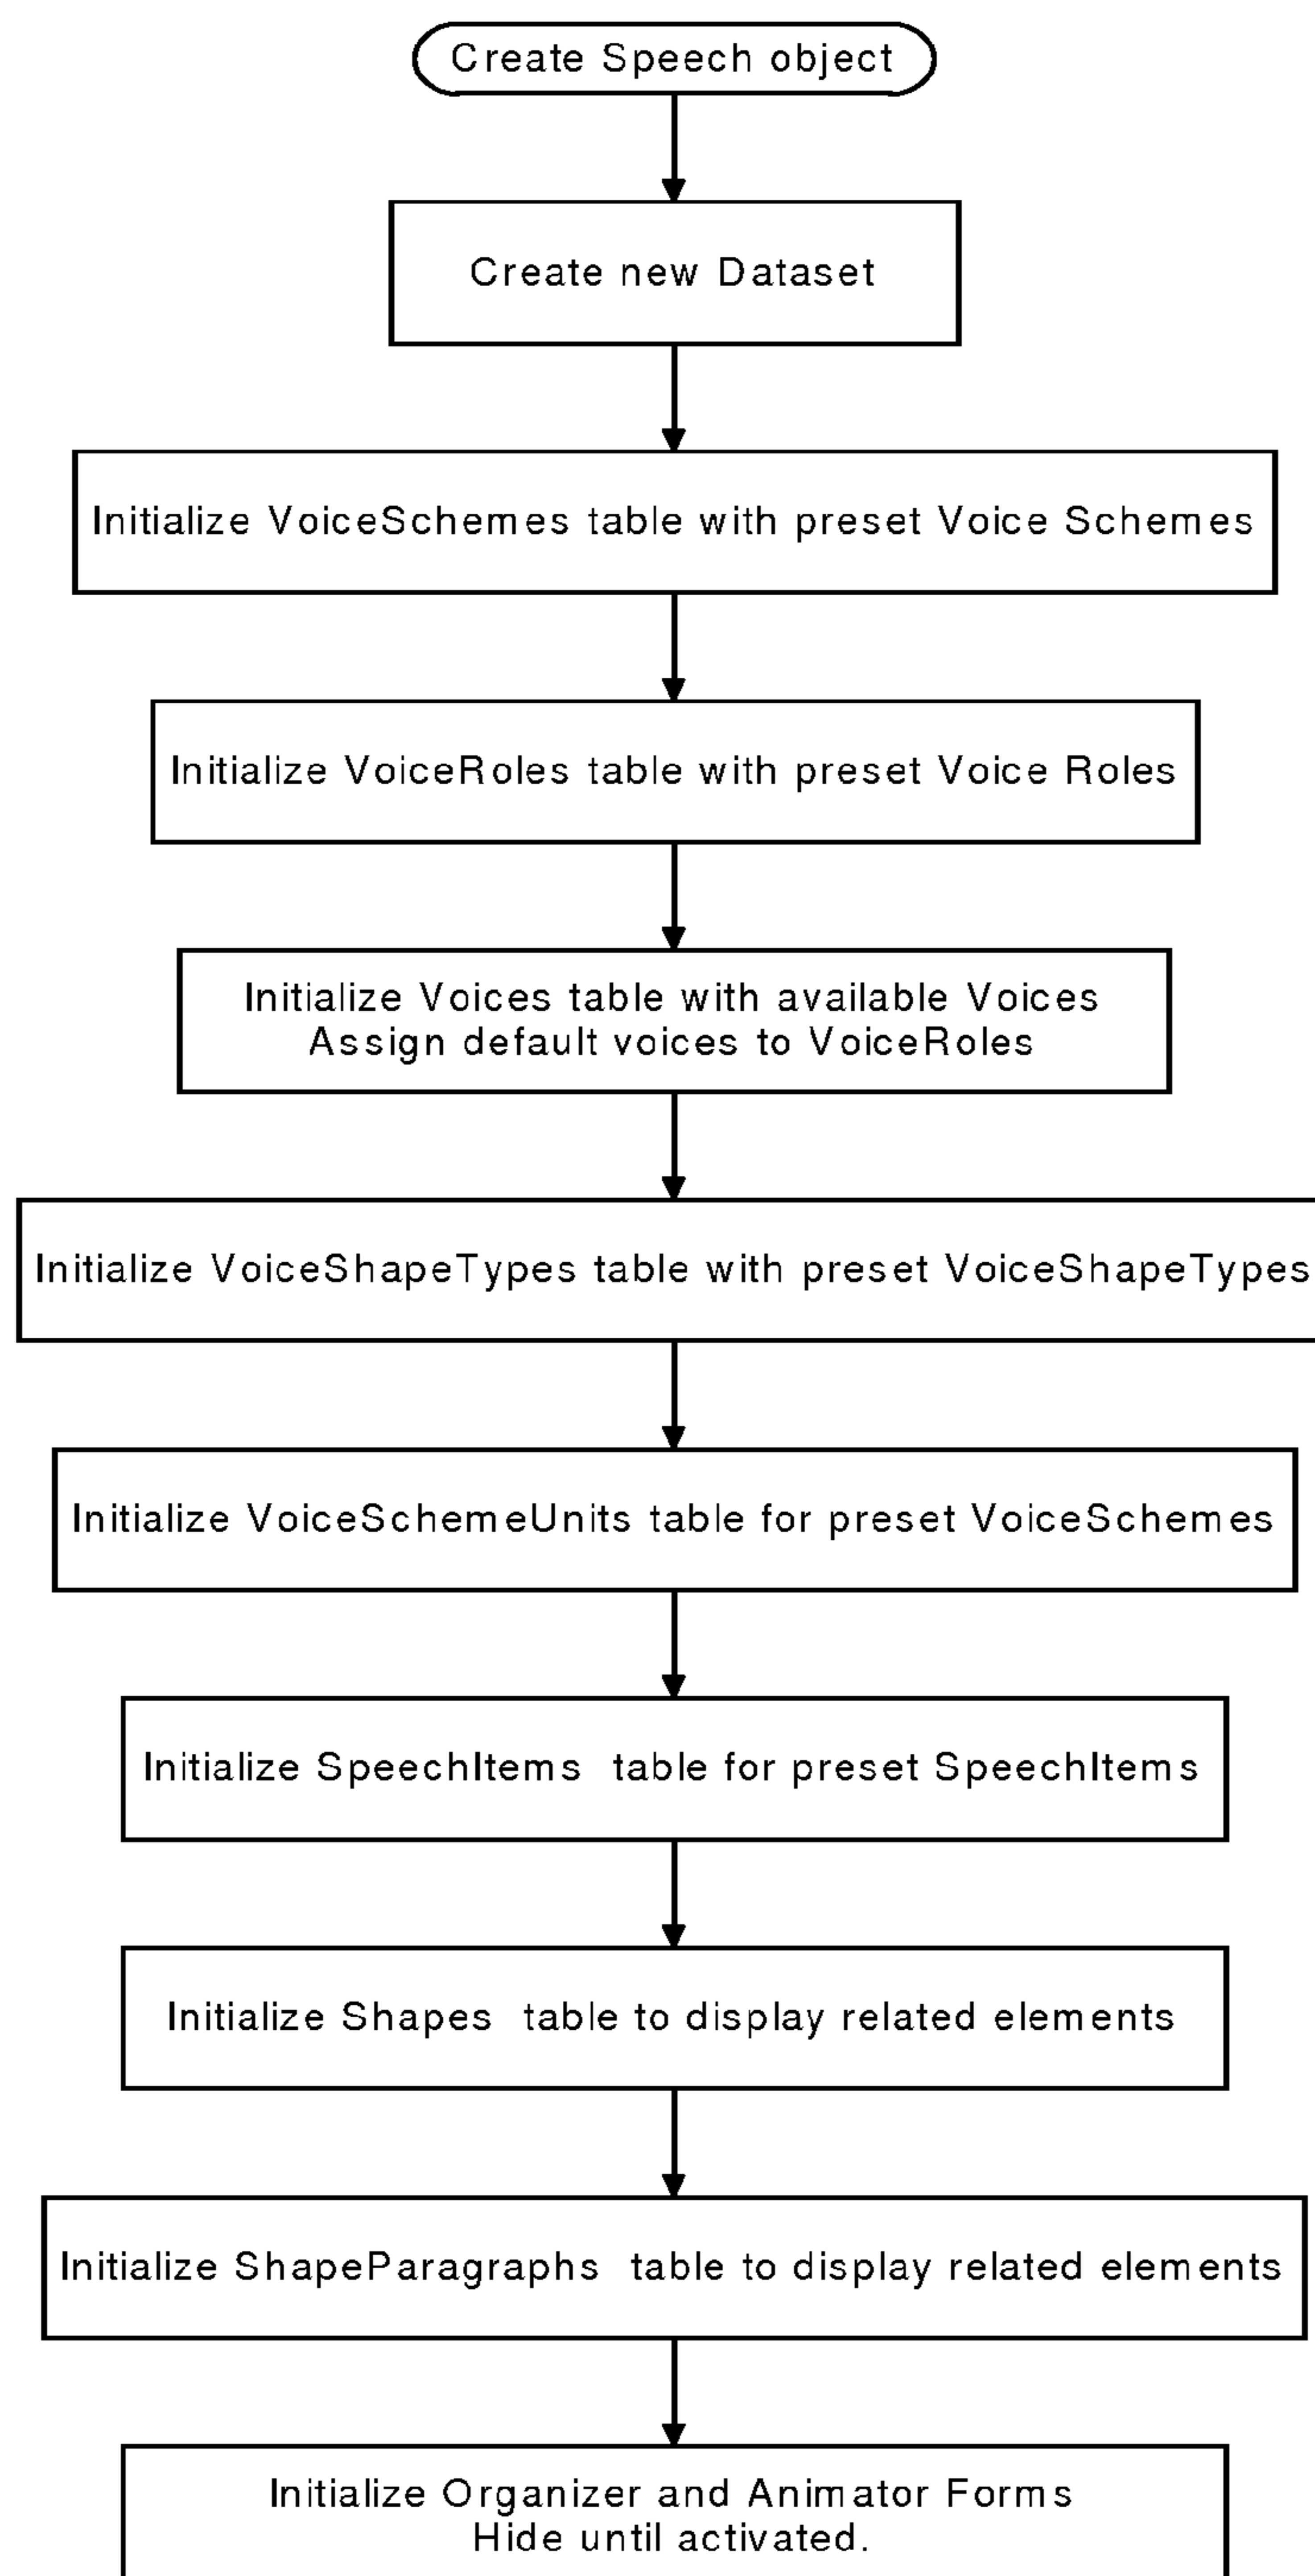 Create Speech object
Create new Dataset
Initialize VoiceSchemes table with preset Voice Schemes
Initialize VoiceRoles table with preset Voice Roles
Initialize Voices table with available Voices
Assign default voices to VoiceRoles
Initialize VoiceShapeTypes table with preset VoiceShapeTypes
Initialize VoiceSchemeUnits table for preset VoiceSchemes
Initialize SpeechItems table for preset SpeechItems
Initialize Shapes table to display related elements
Initialize ShapeParagraphs table to display related elements
Initialize Organizer and Animator Forms
Hide until activated.